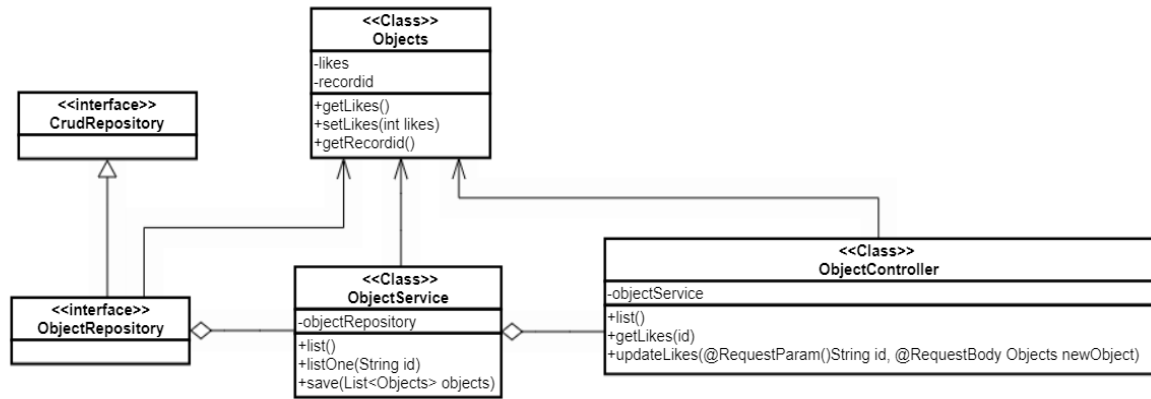 <<Class>>
Objects
-likes
-recordid
+getLikes()
+setLikes(int likes)
+getRecordid()
<<interface>>
CrudRepository
<<interface>>
ObjectRepository
<<Class>>
ObjectService
-objectRepository
+list()
+listOne(String id)
+save(List<Objects> objects)
<<Class>>
ObjectController
-objectService
+list()
+getLikes(id)
+updateLikes(@RequestParam()String id, @RequestBody Objects newObject)